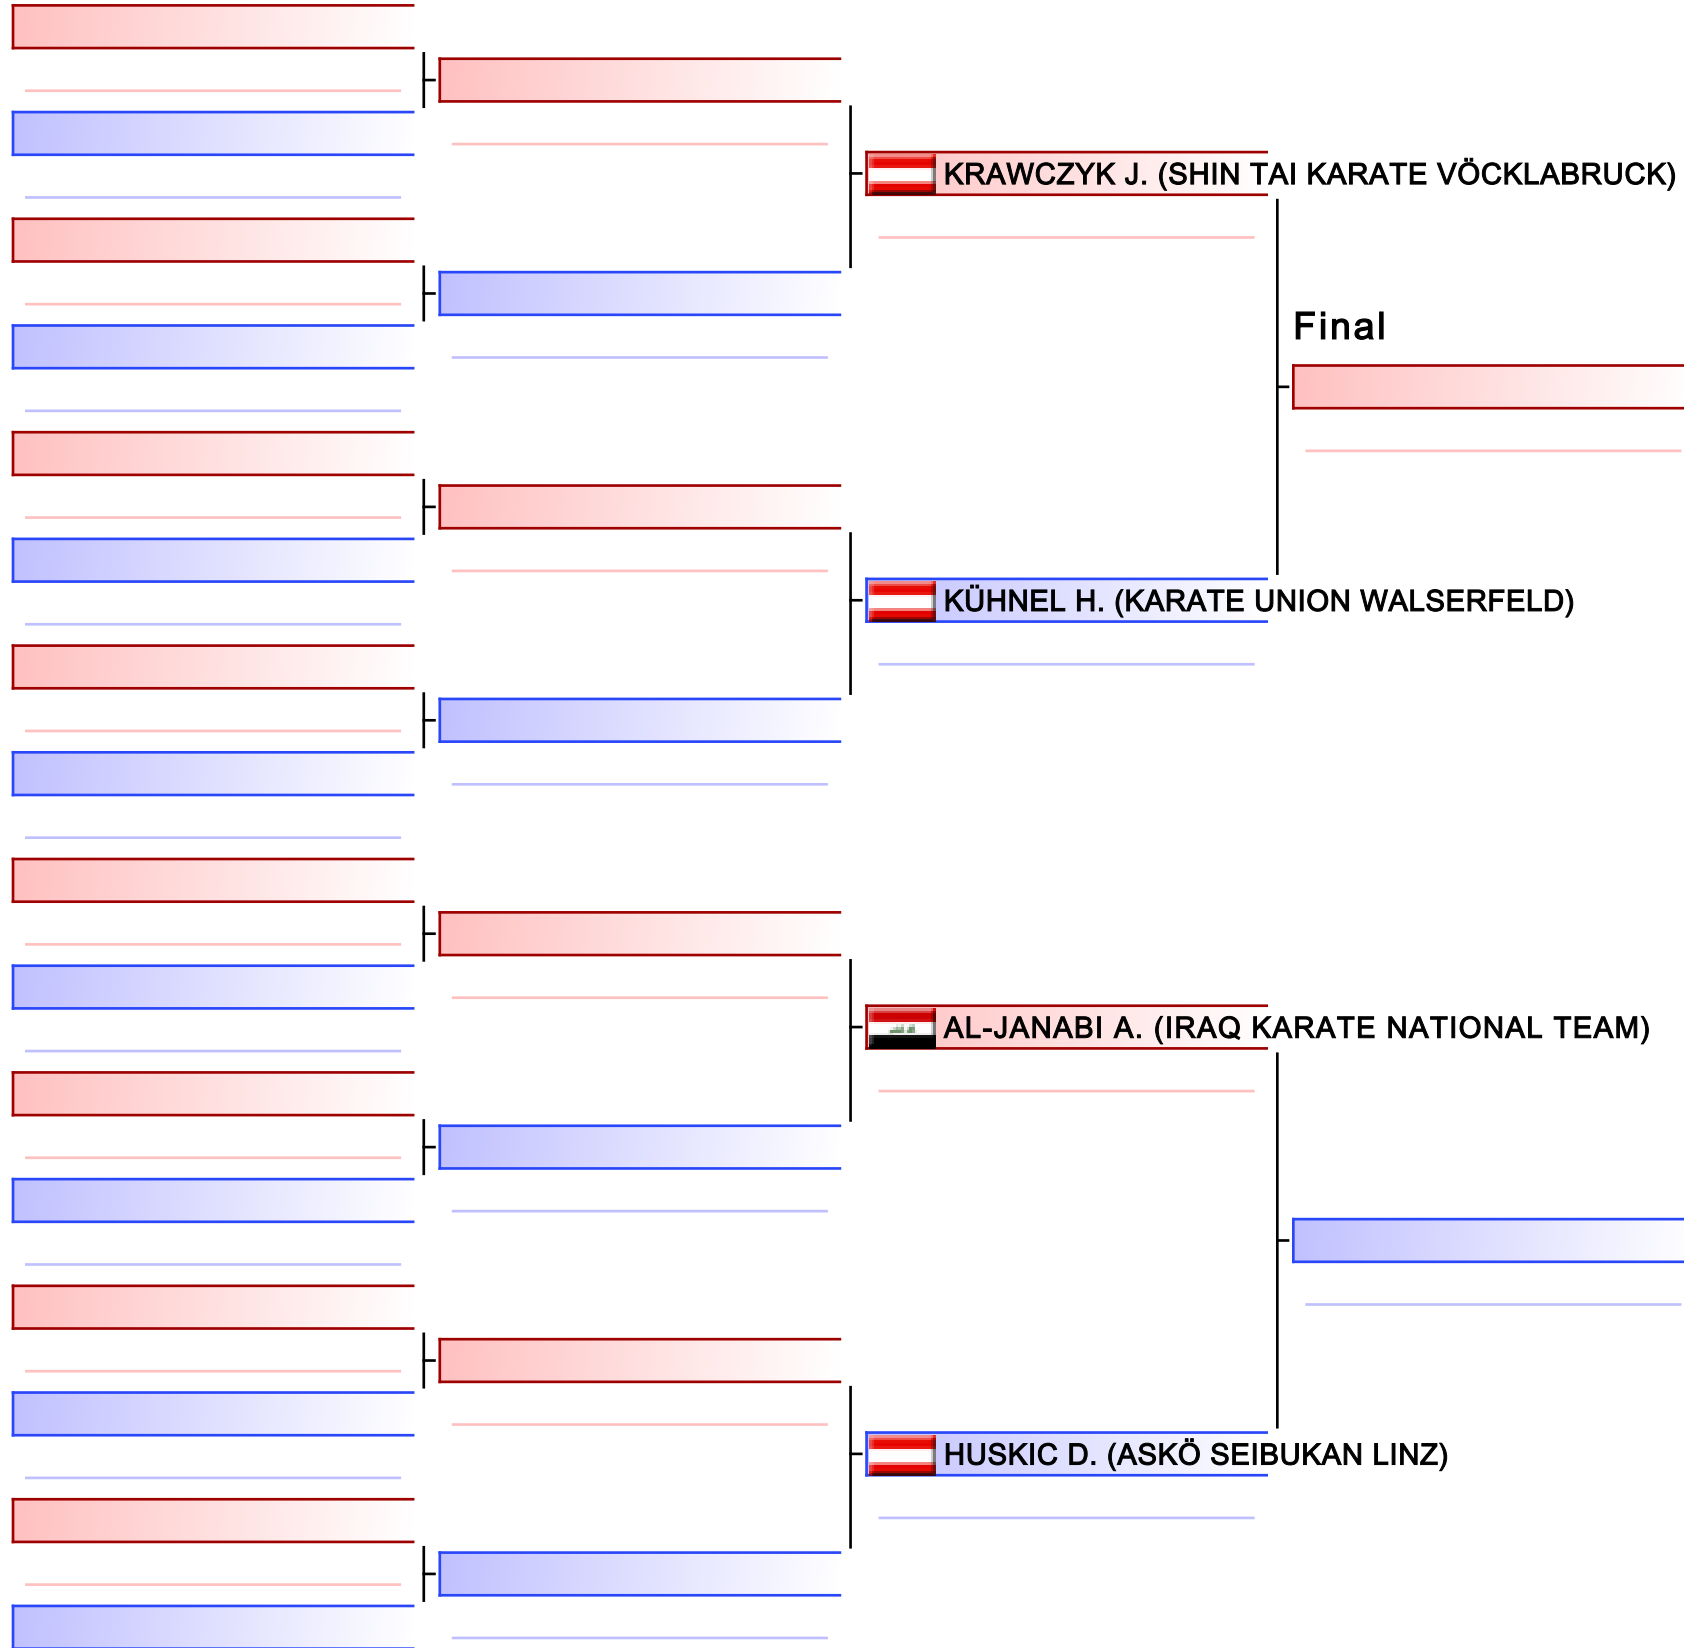 KRAWCZYK J. (SHIN TAI KARATE VÖCKLABRUCK)
Final
KÜHNEL H. (KARATE UNION WALSERFELD)
AL-JANABI A. (IRAQ KARATE NATIONAL TEAM)
HUSKIC D. (ASKÖ SEIBUKAN LINZ)